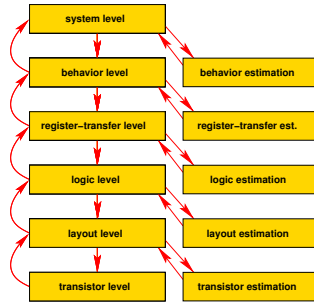 system level
behavior level
behavior estimation
register-transfer level
register-transfer est.
logic level
logic estimation
layout level
layout estimation
transistor level
transistor estimation